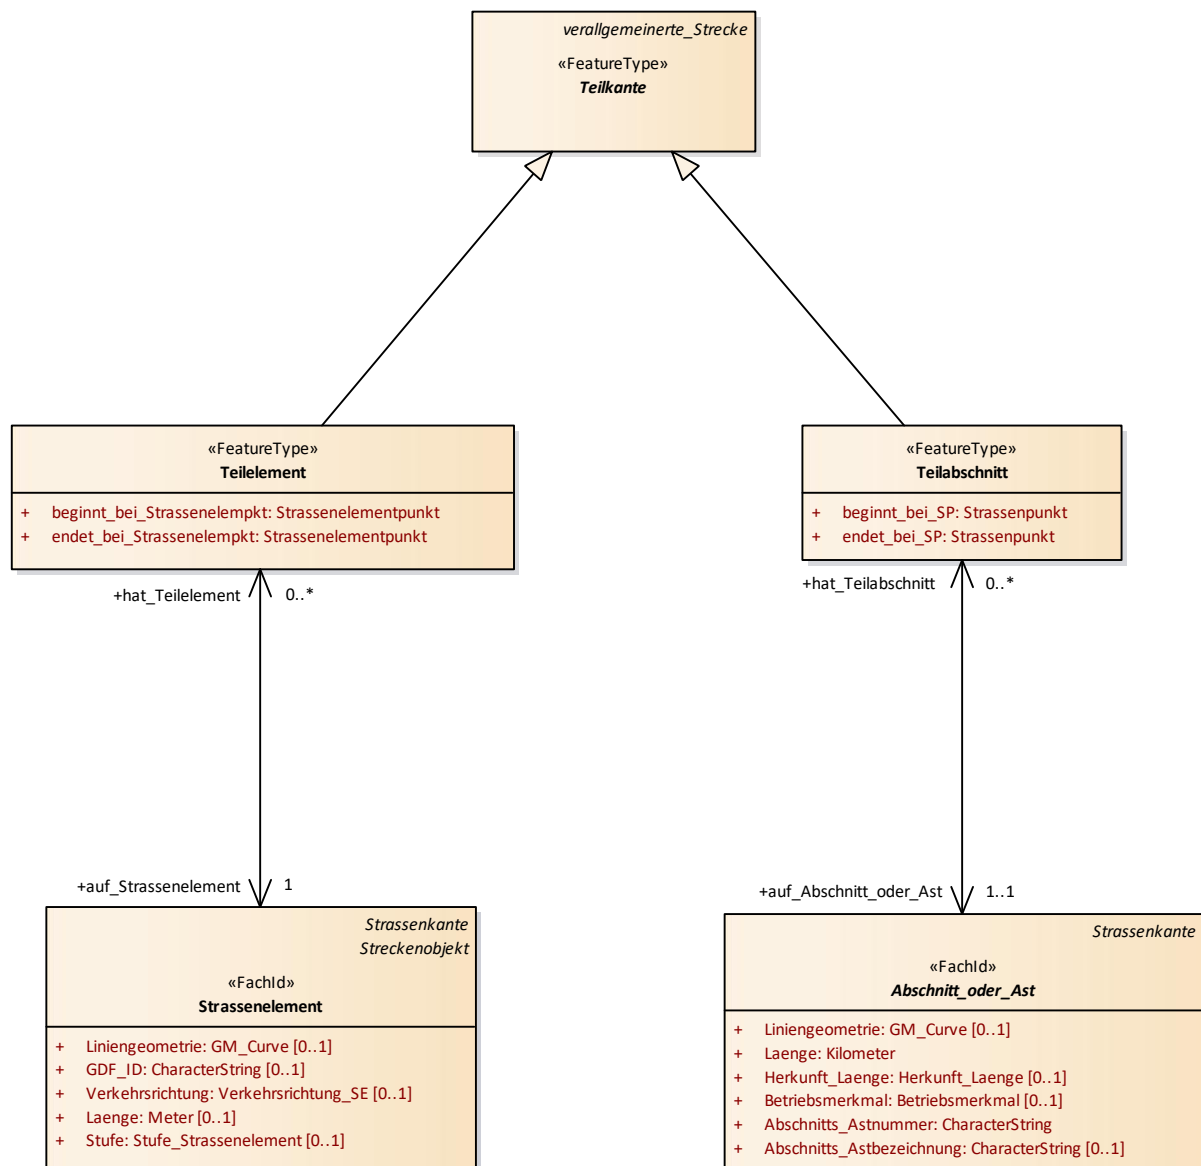 verallgemeinerte_Strecke
«FeatureType»
Teilkante
«FeatureType»
Teilelement
+ beginnt_bei_Strassenelempkt: Strassenelementpunkt
+ endet_bei_Strassenelempkt: Strassenelementpunkt
«FeatureType»
Teilabschnitt
+ beginnt_bei_SP: Strassenpunkt
+ endet_bei_SP: Strassenpunkt
+hat_Teilelement 0..*
+hat_Teilabschnitt 0..*
+auf_Strassenelement 1
+auf_Abschnitt_oder_Ast 1..1
Strassenkante
Streckenobjekt
«FachId»
Strassenelement
+ Liniengeometrie: GM_Curve [0..1]
+ GDF_ID: CharacterString [0..1]
+ Verkehrsrichtung: Verkehrsrichtung_SE [0..1]
+ Laenge: Meter [0..1]
+ Stufe: Stufe_Strassenelement [0..1]
Strassenkante
«FachId»
Abschnitt_oder_Ast
+ Liniengeometrie: GM_Curve [0..1]
+ Laenge: Kilometer
+ Herkunft_Laenge: Herkunft_Laenge [0..1]
+ Betriebsmerkmal: Betriebsmerkmal [0..1]
+ Abschnitts_Astnummer: CharacterString
+ Abschnitts_Astbezeichnung: CharacterString [0..1]